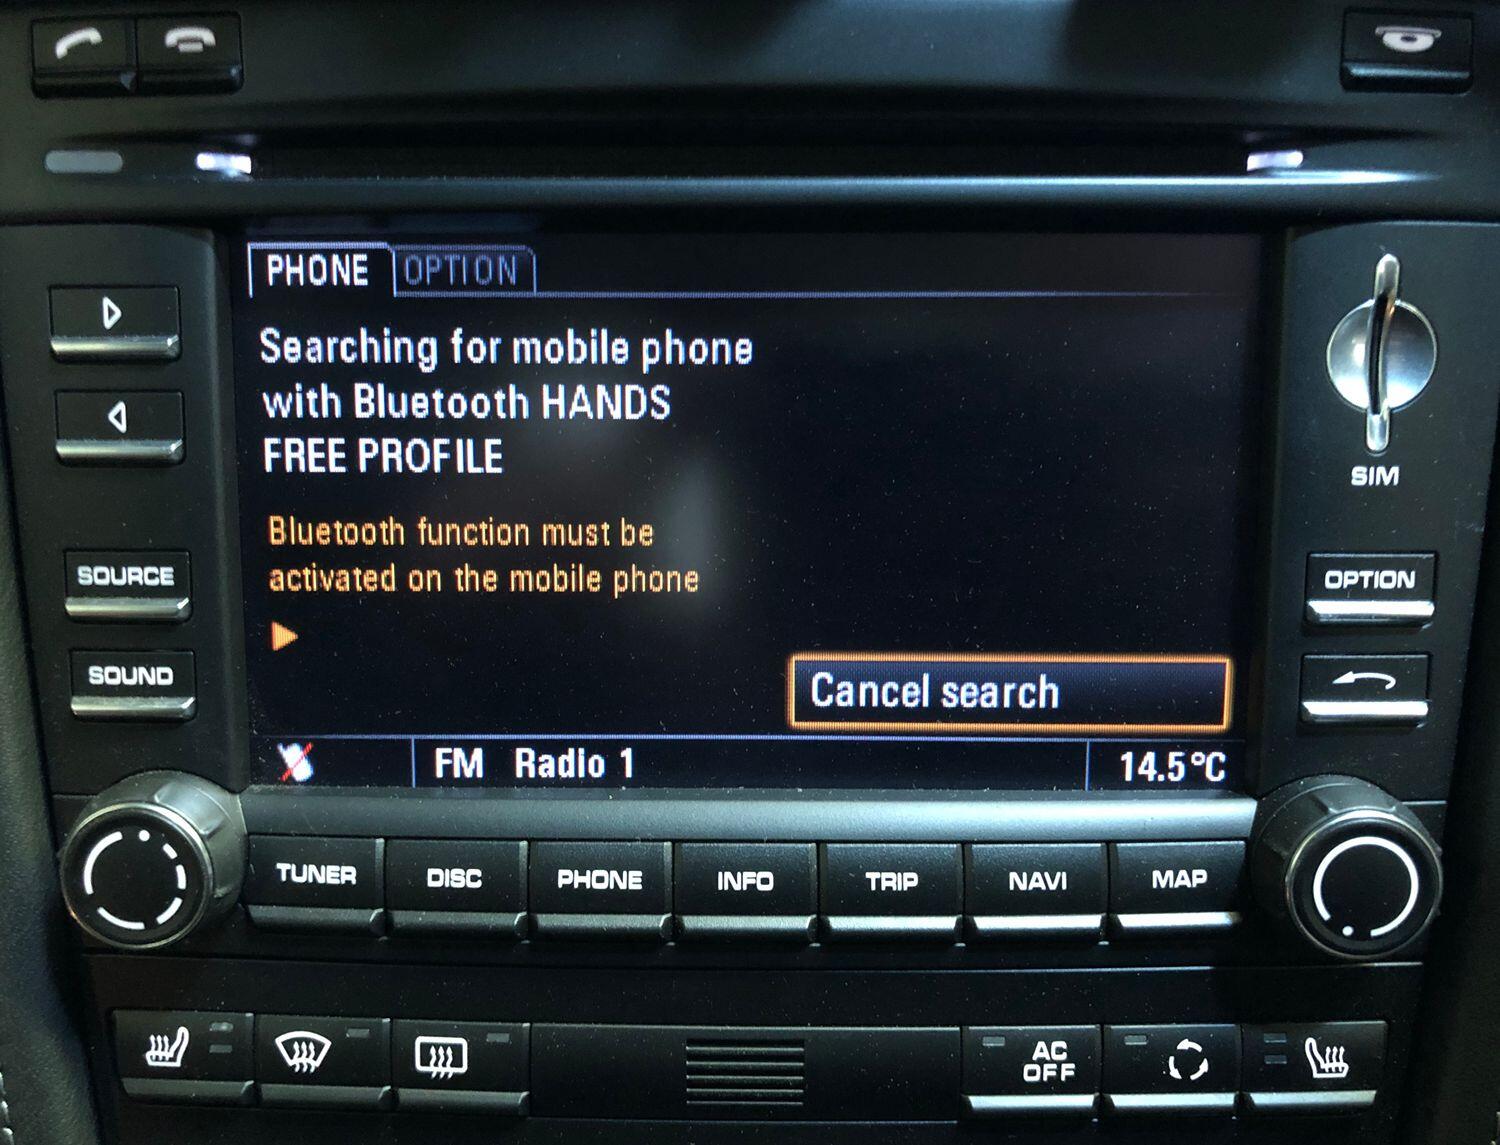 PHONE OPTION
Searching for mobile phone
with Bluetooth HANDS
FREE PROFILE
SIM
Bluetooth function must be
activated on the mobile phone
SOURCE
OPTION
SOUND
Cancel search
FM Radio 1 14.5°C
TUNER DISC PHONE INFO TRIP NAVI MAP
AC
OFF